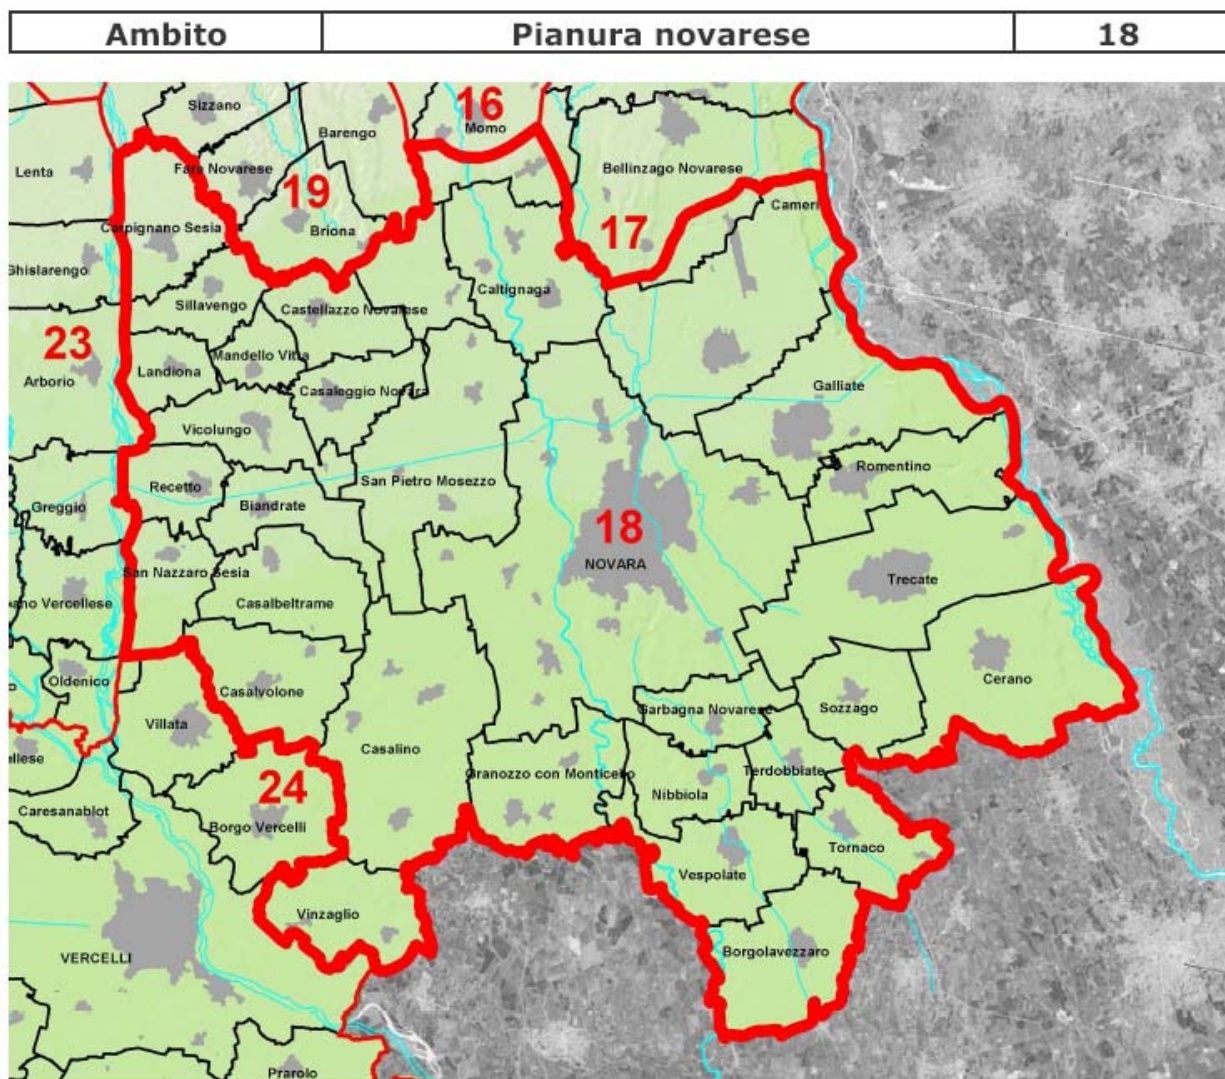 Ambito Pianura novarese 18
Sizzano
16
Momo
Barengo
Bellinzago Novarese
Fara Novarese
Lenta
19
Cameri
Carpignano Sesia
Briona
17
Ghislarengo
Caltignaga
Sillavengo
Castellazzo Novarese
23
Mandello Vitta
Landiona
Arborio
Galliate
Casaleggio Novara
Vicolungo
Romentino
San Pietro Mosezzo
Recetto
Greggio
Biandrate
18
NOVARA
San Nazzaro Sesia
Trecate
ano Vercellese
Casalbeltrame
Oldenico
Cerano
Casalvolone
Garbagna Novarese
Sozzago
Villata
Casalino
llese
Granozzo con Monticello
Terdobbiate
24
Nibbiola
Caresanablot
Borgo Vercelli
Tornaco
Vespolate
Vinzaglio
Borgolavezzaro
VERCELLI
Prarolo